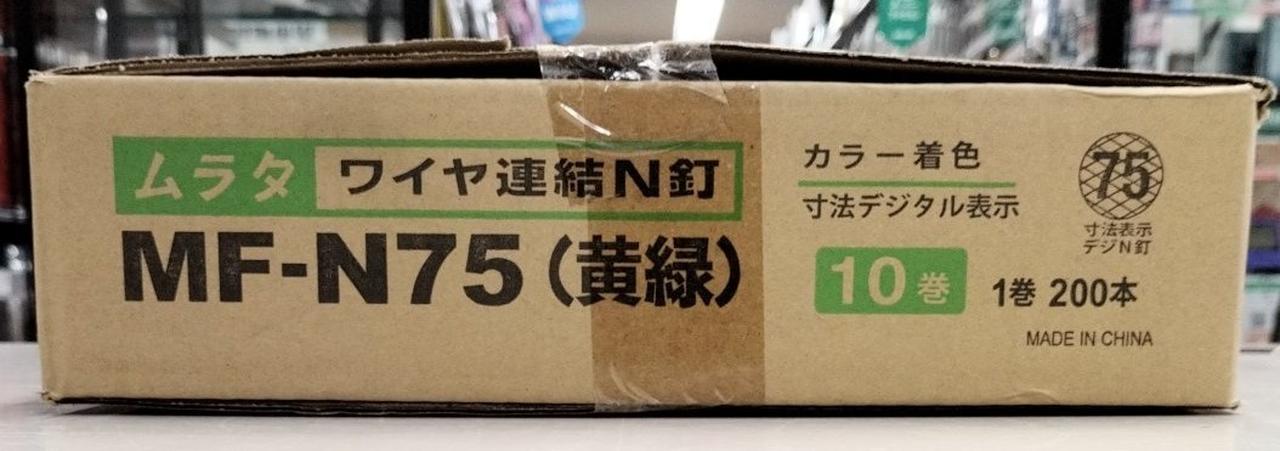 ムラタ ワイヤ連結N釘
MF-N75(黄緑)
カラー着色
寸法デジタル表示
10巻 1巻 200本
MADE IN CHINA
75
寸法表示
デジN釘